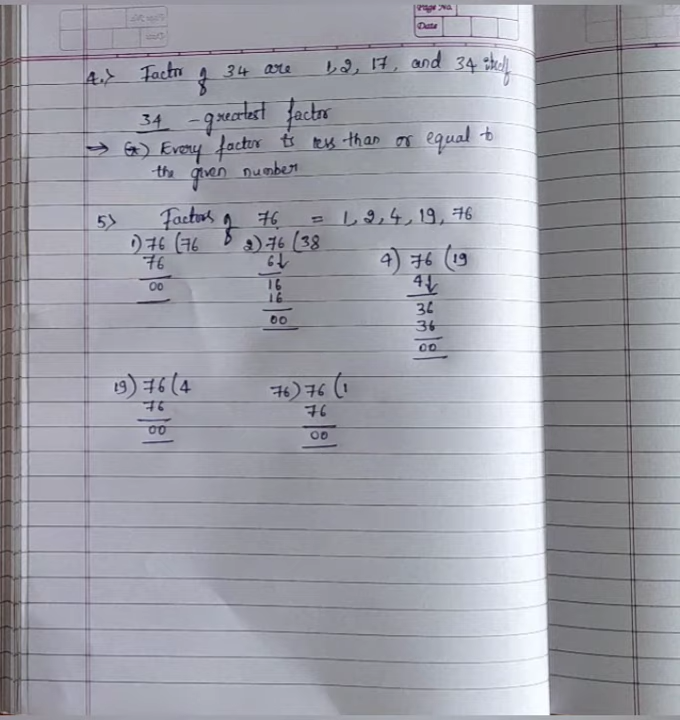 Page No.
Date
4.> Factor of 34 are 1, 2, 17, and 34 itself
34 - greatest factor
→ (*) Every factor is less than or equal to
the given number
5> Factors of 76 = 1, 2, 4, 19, 76
1) 76 (76 2) 76 (38 4) 76 (19
76 6↓ 4↓
00 16 36
16 36
00 00
19) 76 (4 76) 76 (1
76 76
00 00